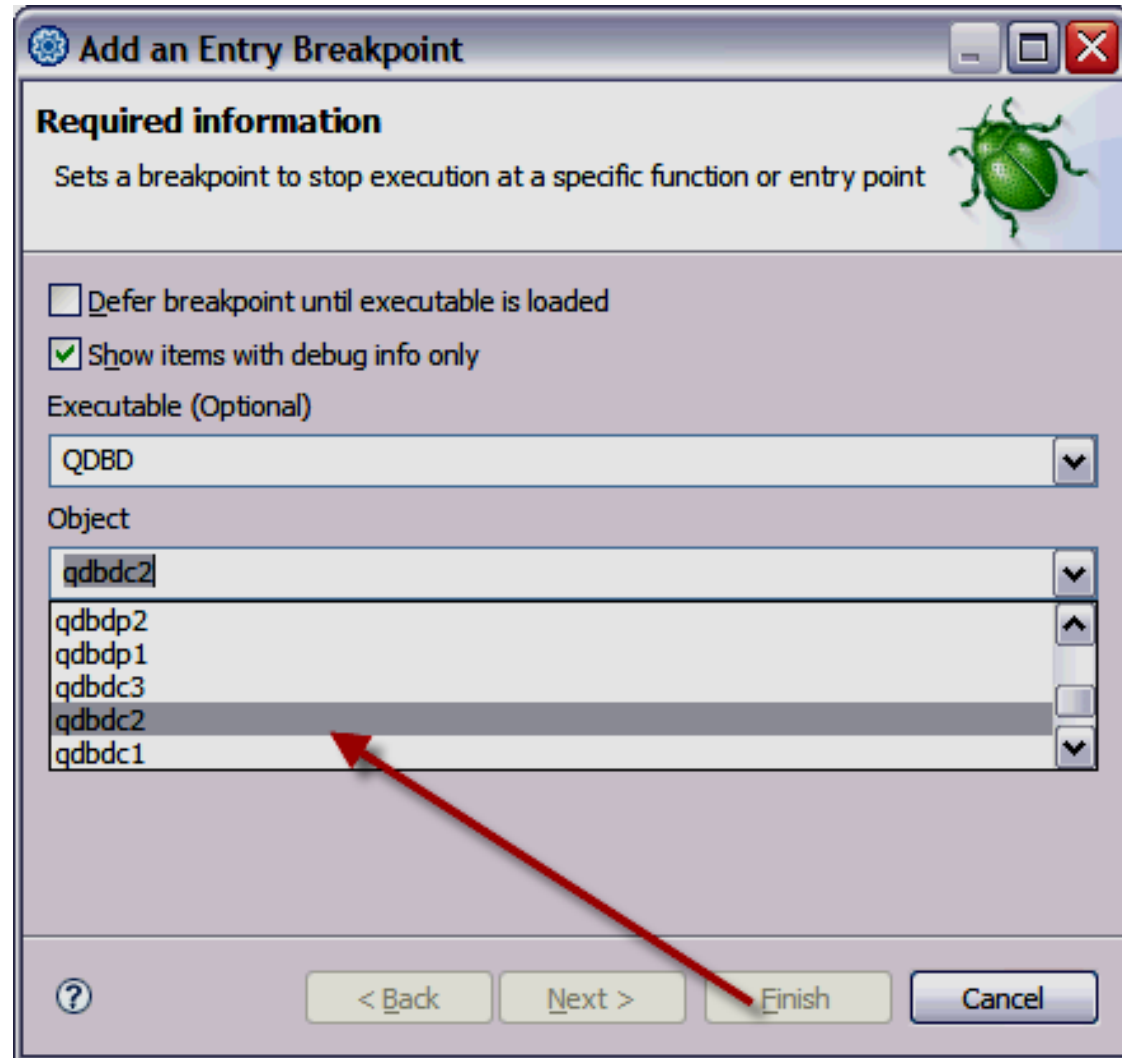 Add an Entry Breakpoint
Required information
Sets a breakpoint to stop execution at a specific function or entry point
Defer breakpoint until executable is loaded
Show items with debug info only
Executable (Optional)
QDBD
Object
qdbdc2
qdbdp2
qdbdp1
qdbdc3
qdbdc2
qdbdc1
? < Back Next > Finish Cancel